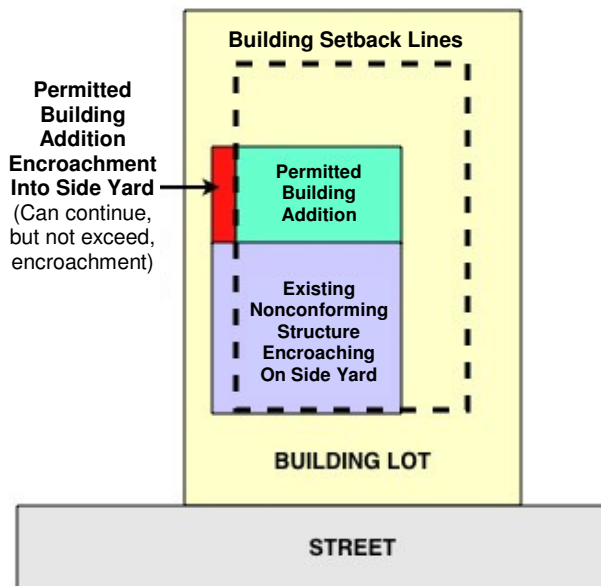 Building Setback Lines
Permitted
Building
Addition
Encroachment
Into Side Yard
(Can continue,
but not exceed,
encroachment)
Permitted
Building
Addition
Existing
Nonconforming
Structure
Encroaching
On Side Yard
BUILDING LOT
STREET